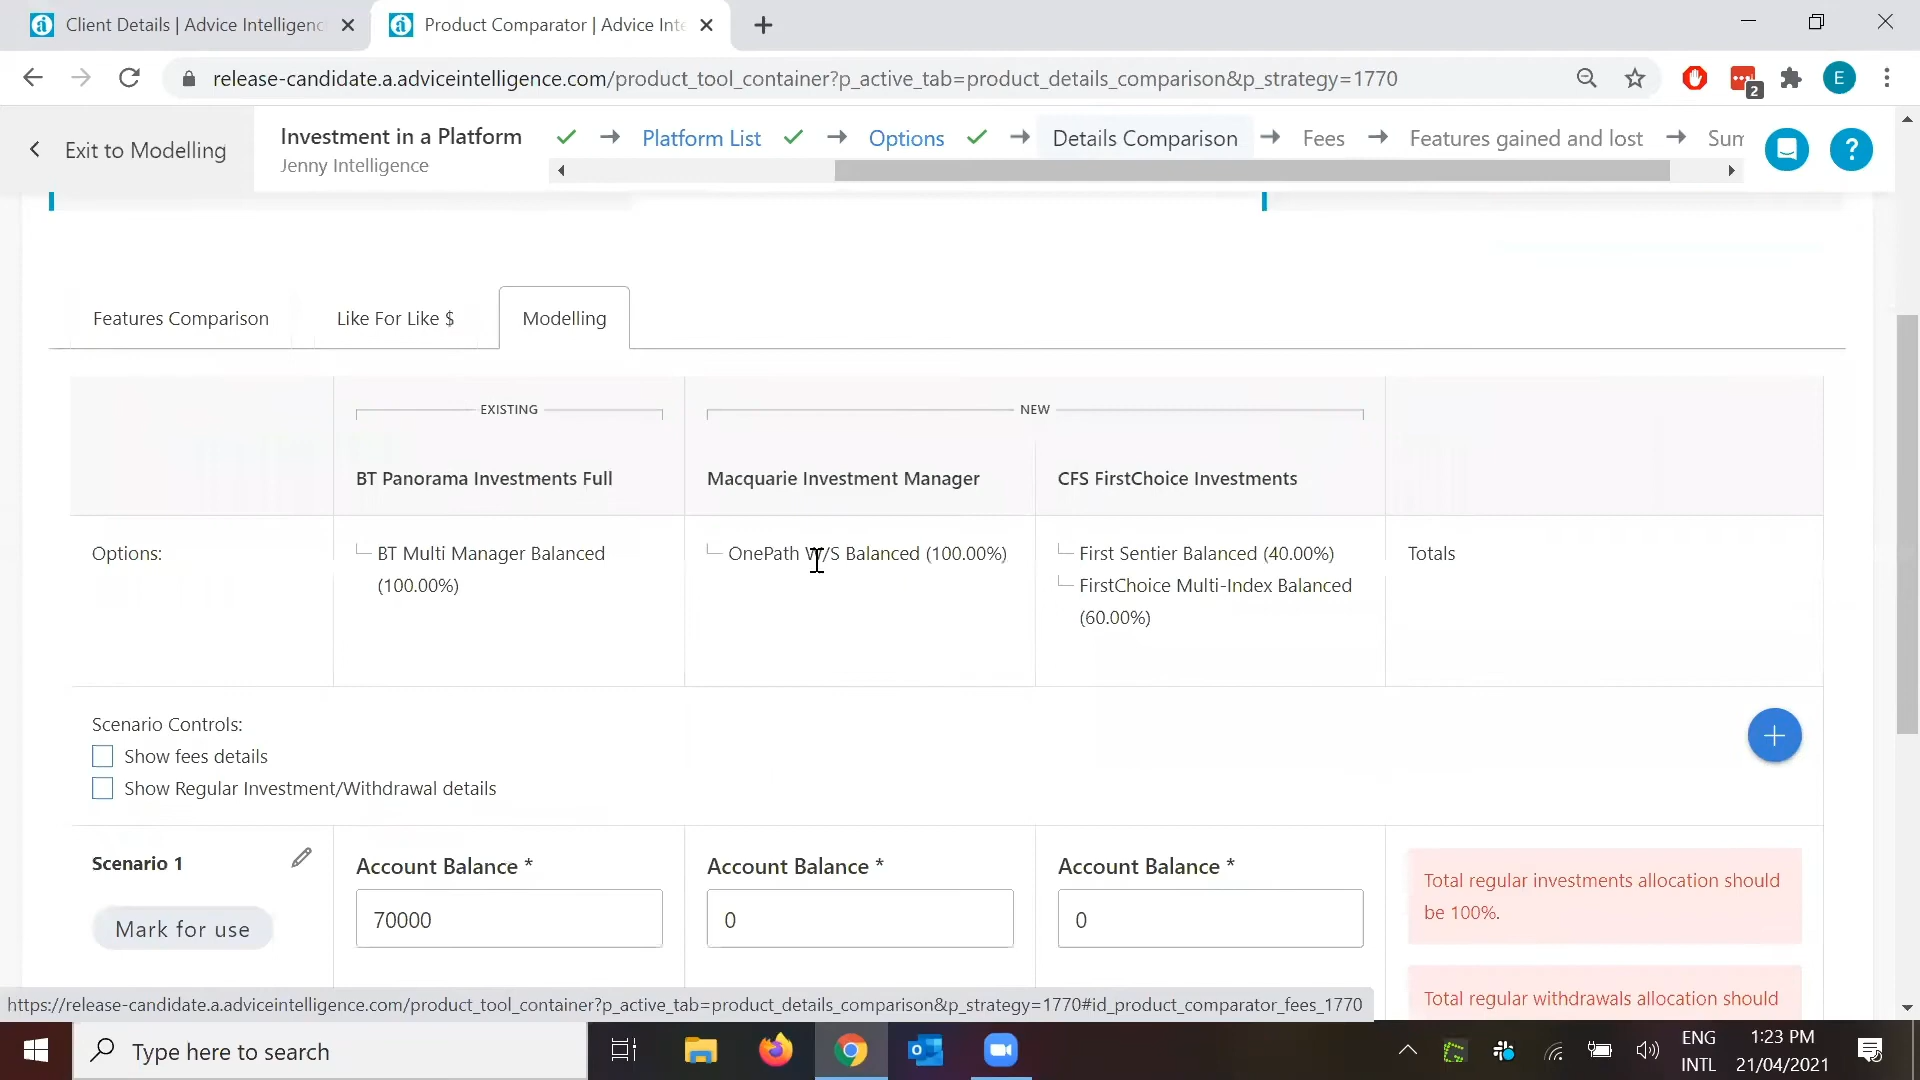 Client Details | Advice Intelligenc
Product Comparator | Advice Inte
release-candidate.a.adviceintelligence.com/product_tool_container?p_active_tab=product_details_comparison&p_strategy=1770
2
E
Exit to Modelling
Investment in a Platform
Jenny Intelligence
Platform List
Options
Details Comparison
Fees
Features gained and lost
Sum
?
Features Comparison
Like For Like $
Modelling
EXISTING
NEW
BT Panorama Investments Full
Macquarie Investment Manager
CFS FirstChoice Investments
Options:
BT Multi Manager Balanced
(100.00%)
OnePath W/S Balanced (100.00%)
First Sentier Balanced (40.00%)
FirstChoice Multi-Index Balanced
(60.00%)
Totals
Scenario Controls:
Show fees details
Show Regular Investment/Withdrawal details
Scenario 1
Mark for use
Account Balance *
70000
Account Balance *
0
Account Balance *
0
Total regular investments allocation should
be 100%.
Total regular withdrawals allocation should
https://release-candidate.a.adviceintelligence.com/product_tool_container?p_active_tab=product_details_comparison&p_strategy=1770#id_product_comparator_fees_1770
Type here to search
ENG
INTL
1:23 PM
21/04/2021